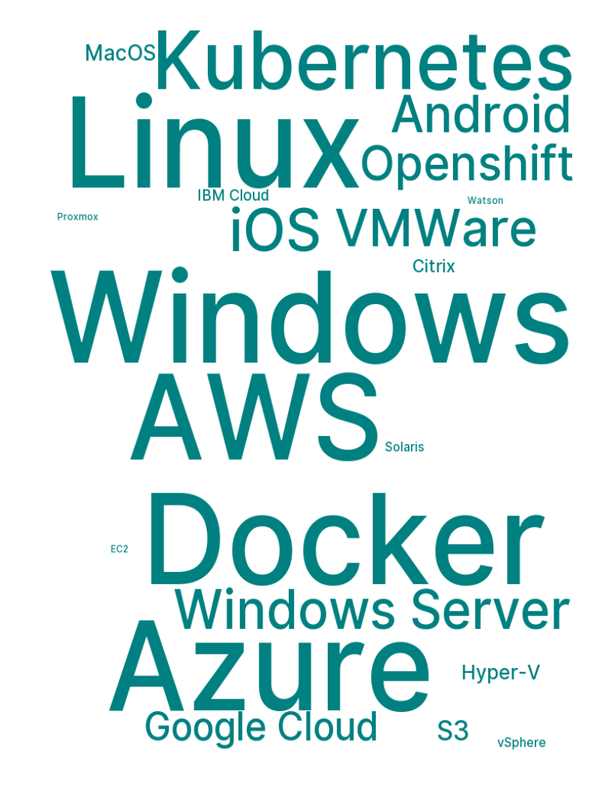 MacOS Kubernetes
Linux Android
Openshift
IBM Cloud
Watson
Proxmox
iOS VMWare
Citrix
Windows
AWS
Solaris
Docker
EC2
Windows Server
Azure
Hyper-V
Google Cloud
S3
vSphere